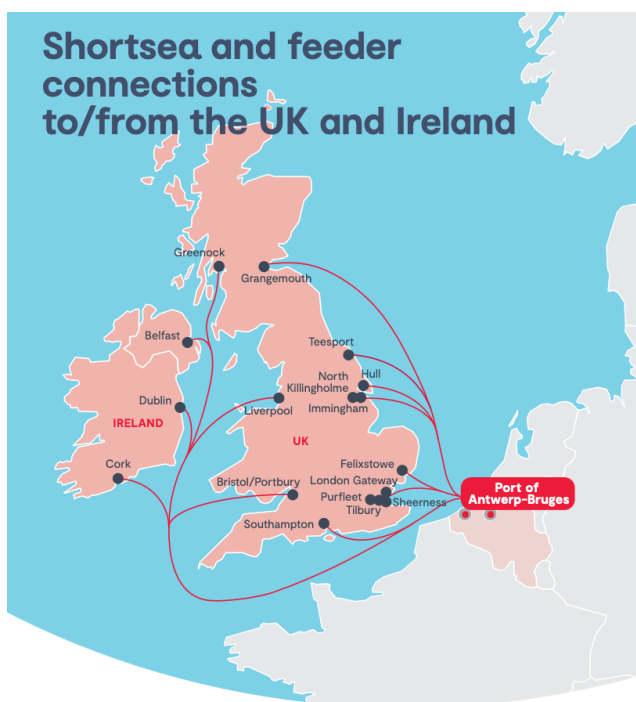 Shortsea and feeder
connections
to/from the UK and Ireland
Greenock
Grangemouth
Belfast
Teesport
North
Killingholme
Hull
Dublin
Liverpool
Immingham
IRELAND
UK
Cork
Felixstowe
Bristol/Portbury
London Gateway
Purfleet
Sheerness
Tilbury
Southampton
Port of
Antwerp-Bruges